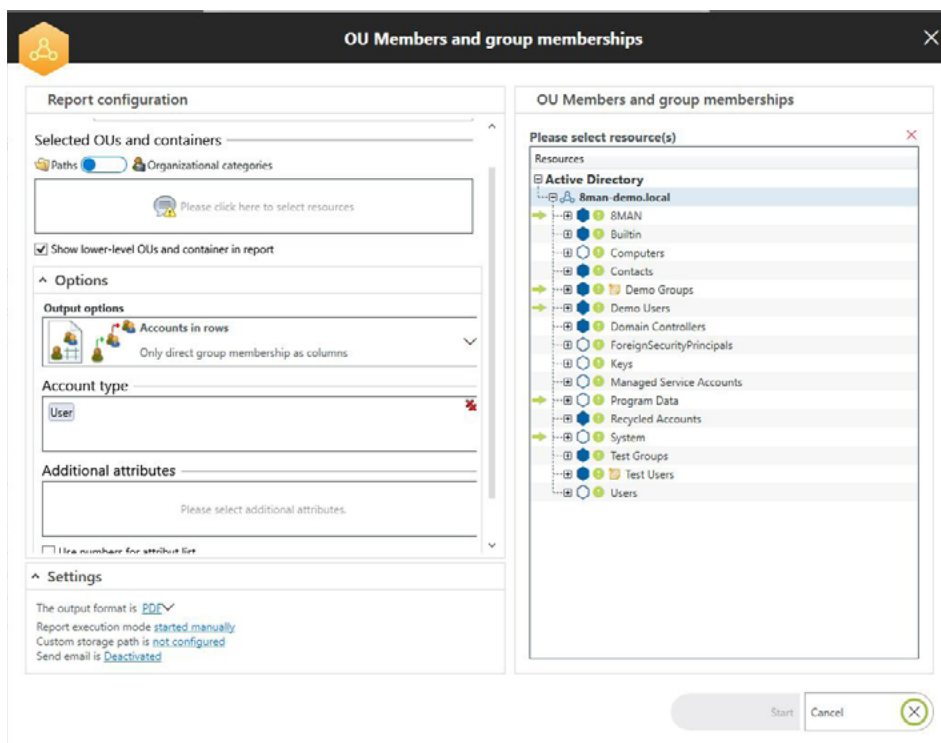 OU Members and group memberships
Report configuration
Selected OUs and containers
Paths Organizational categories
Please click here to select resources
Show lower-level OUs and container in report
Options
Output options
Accounts in rows
Only direct group membership as columns
Account type
User
Additional attributes
Please select additional attributes.
Use numbers for attribut list
Settings
The output format is PDF
Report execution mode started manually
Custom storage path is not configured
Send email is Deactivated
OU Members and group memberships
Please select resource(s)
Resources
Active Directory
8man-demo.local
8MAN
Builtin
Computers
Contacts
Demo Groups
Demo Users
Domain Controllers
ForeignSecurityPrincipals
Keys
Managed Service Accounts
Program Data
Recycled Accounts
System
Test Groups
Test Users
Users
Start
Cancel